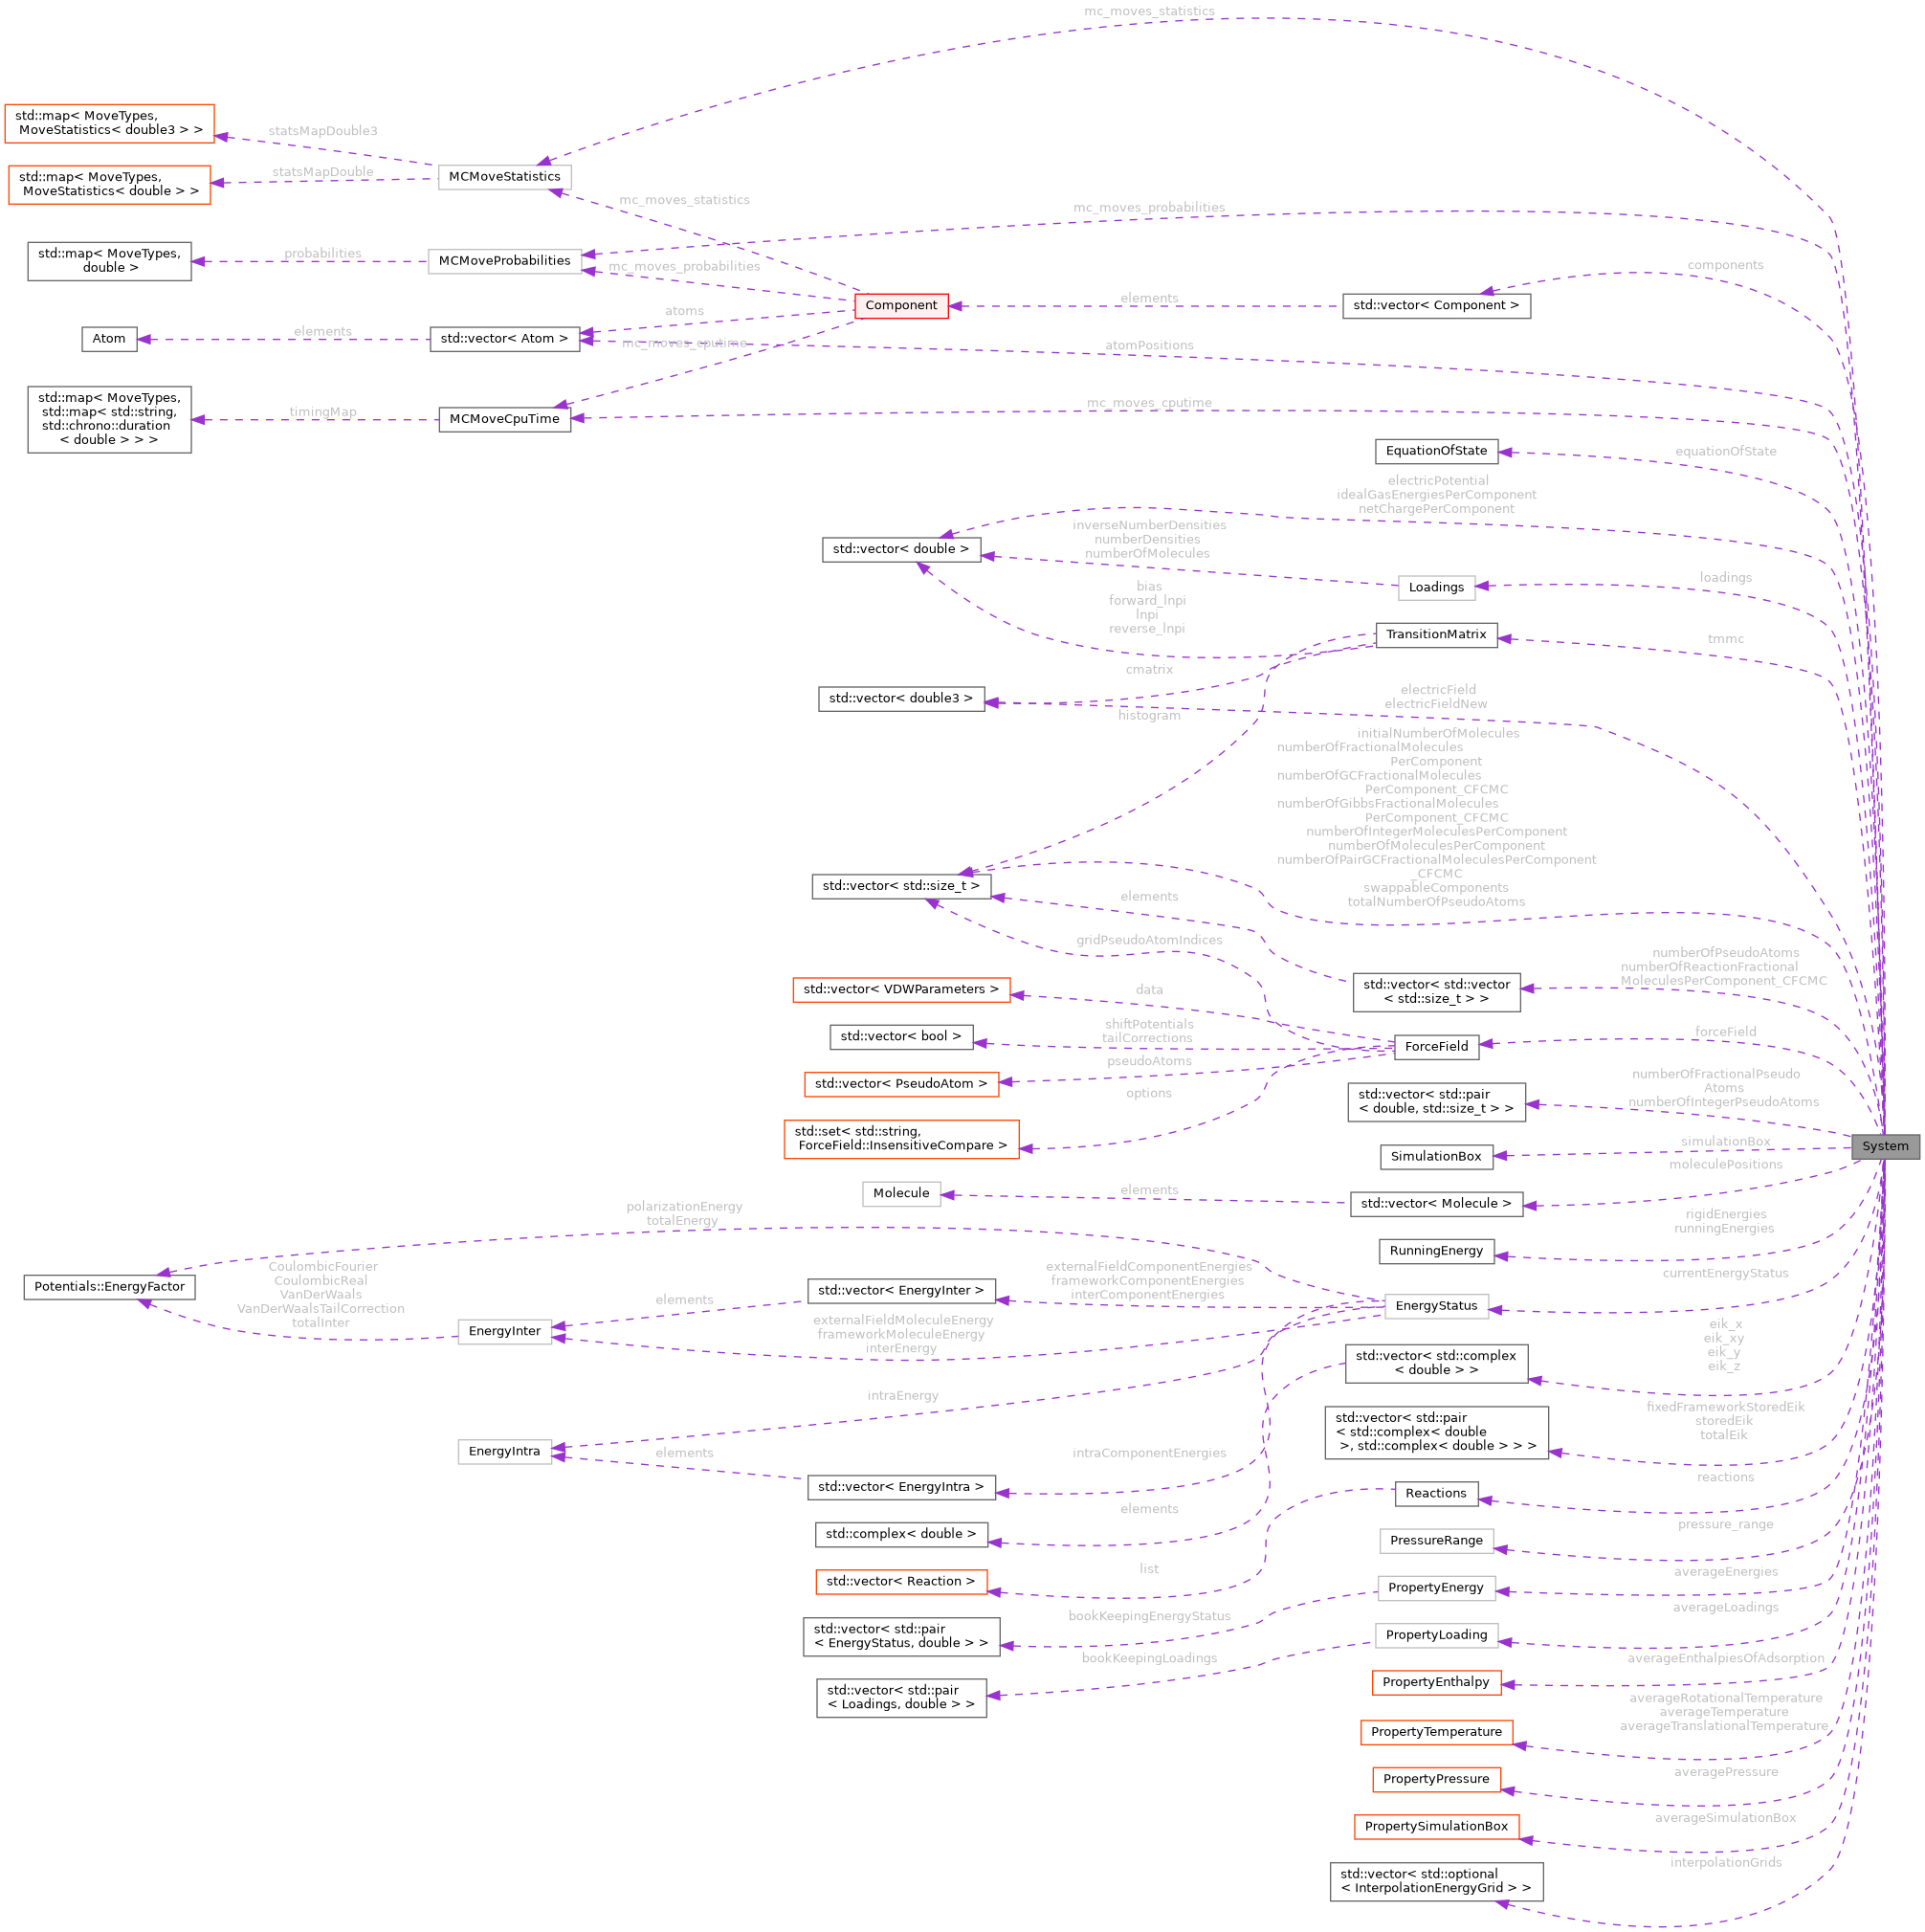 mc_moves_statistics
std::map< MoveTypes,
MoveStatistics< double3 > >
statsMapDouble3
std::map< MoveTypes,
MoveStatistics< double > >
statsMapDouble
MCMoveStatistics
mc_moves_statistics
mc_moves_probabilities
std::map< MoveTypes,
double >
probabilities
MCMoveProbabilities
mc_moves_probabilities
components
Component
elements
std::vector< Component >
atoms
Atom
elements
std::vector< Atom >
mc_moves_cputime
atomPositions
std::map< MoveTypes,
std::map< std::string,
std::chrono::duration
< double > > >
timingMap
MCMoveCpuTime
mc_moves_cputime
EquationOfState
equationOfState
electricPotential
idealGasEnergiesPerComponent
netChargePerComponent
std::vector< double >
inverseNumberDensities
numberDensities
numberOfMolecules
Loadings
loadings
bias
forward_lnpi
lnpi
reverse_lnpi
TransitionMatrix
tmmc
cmatrix
std::vector< double3 >
electricField
electricFieldNew
histogram
initialNumberOfMolecules
numberOfFractionalMolecules
PerComponent
numberOfGCFractionalMolecules
PerComponent_CFCMC
numberOfGibbsFractionalMolecules
PerComponent_CFCMC
numberOfIntegerMoleculesPerComponent
numberOfMoleculesPerComponent
numberOfPairGCFractionalMoleculesPerComponent
_CFCMC
swappableComponents
totalNumberOfPseudoAtoms
std::vector< std::size_t >
elements
gridPseudoAtomIndices
std::vector< std::vector
< std::size_t > >
numberOfPseudoAtoms
numberOfReactionFractional
MoleculesPerComponent_CFCMC
std::vector< VDWParameters >
data
std::vector< bool >
shiftPotentials
tailCorrections
ForceField
forceField
std::vector< PseudoAtom >
pseudoAtoms
options
std::set< std::string,
ForceField::InsensitiveCompare >
std::vector< std::pair
< double, std::size_t > >
numberOfFractionalPseudo
Atoms
numberOfIntegerPseudoAtoms
System
SimulationBox
simulationBox
Molecule
elements
std::vector< Molecule >
moleculePositions
polarizationEnergy
totalEnergy
RunningEnergy
rigidEnergies
runningEnergies
Potentials::EnergyFactor
CoulombicFourier
CoulombicReal
VanDerWaals
VanDerWaalsTailCorrection
totalInter
std::vector< EnergyInter >
elements
externalFieldComponentEnergies
frameworkComponentEnergies
interComponentEnergies
EnergyStatus
currentEnergyStatus
EnergyInter
externalFieldMoleculeEnergy
frameworkMoleculeEnergy
interEnergy
std::vector< std::complex
< double > >
eik_x
eik_xy
eik_y
eik_z
intraEnergy
std::vector< std::pair
< std::complex< double
>, std::complex< double > > >
fixedFrameworkStoredEik
storedEik
totalEik
EnergyIntra
elements
intraComponentEnergies
std::vector< EnergyIntra >
Reactions
reactions
elements
std::complex< double >
PressureRange
pressure_range
std::vector< Reaction >
list
PropertyEnergy
averageEnergies
bookKeepingEnergyStatus
std::vector< std::pair
< EnergyStatus, double > >
PropertyLoading
averageLoadings
bookKeepingLoadings
std::vector< std::pair
< Loadings, double > >
PropertyEnthalpy
averageEnthalpiesOfAdsorption
PropertyTemperature
averageRotationalTemperature
averageTemperature
averageTranslationalTemperature
PropertyPressure
averagePressure
PropertySimulationBox
averageSimulationBox
std::vector< std::optional
< InterpolationEnergyGrid > >
interpolationGrids